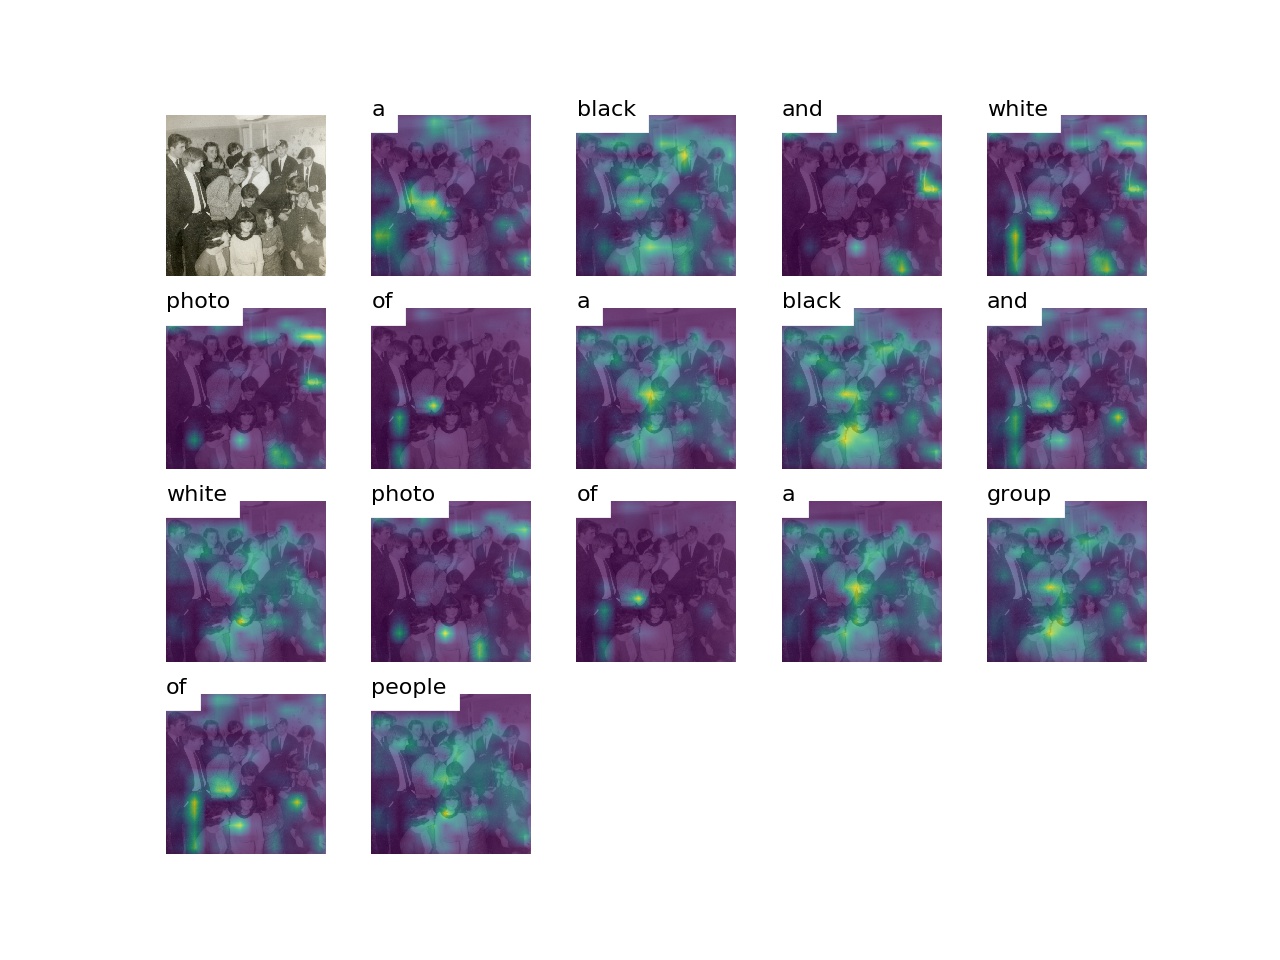 a black and white
photo of a black and
white photo of a group
of people